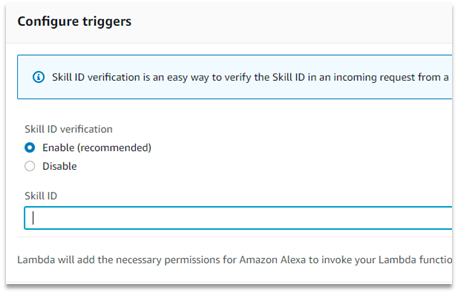 Configure triggers
Skill ID verification is an easy way to verify the Skill ID in an incoming request from a
Skill ID verification
Enable (recommended)
Disable
Skill ID
Lambda will add the necessary permissions for Amazon Alexa to invoke your Lambda functio